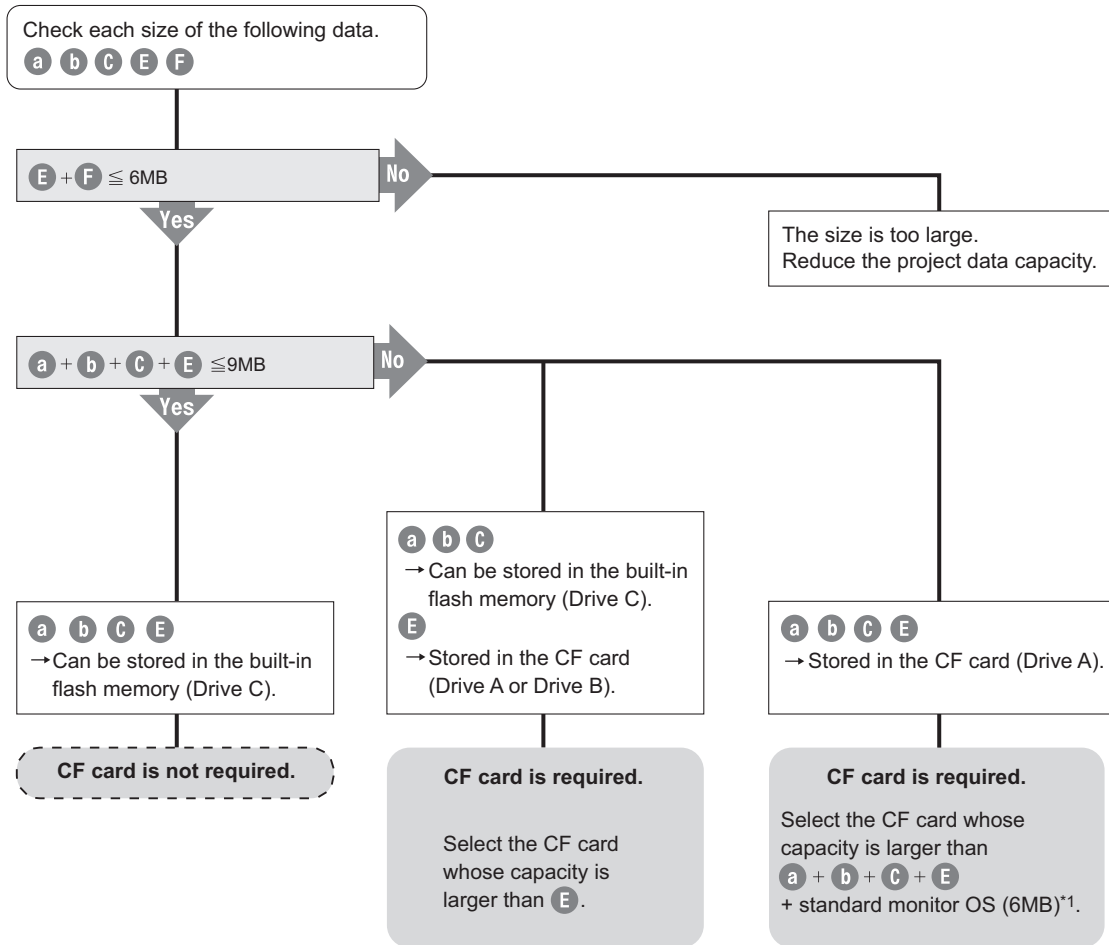 Check each size of the following data.
a b C E F
E + F ≦ 6MB
No
Yes
The size is too large.
Reduce the project data capacity.
a + b + C + E ≦9MB
No
Yes
a b C E
→ Can be stored in the built-in
flash memory (Drive C).
CF card is not required.
a b C
→ Can be stored in the built-in
flash memory (Drive C).
E
→ Stored in the CF card
(Drive A or Drive B).
CF card is required.
Select the CF card
whose capacity is
larger than E.
a b C E
→ Stored in the CF card (Drive A).
CF card is required.
Select the CF card whose
capacity is larger than
a + b + C + E
+ standard monitor OS (6MB)*1.